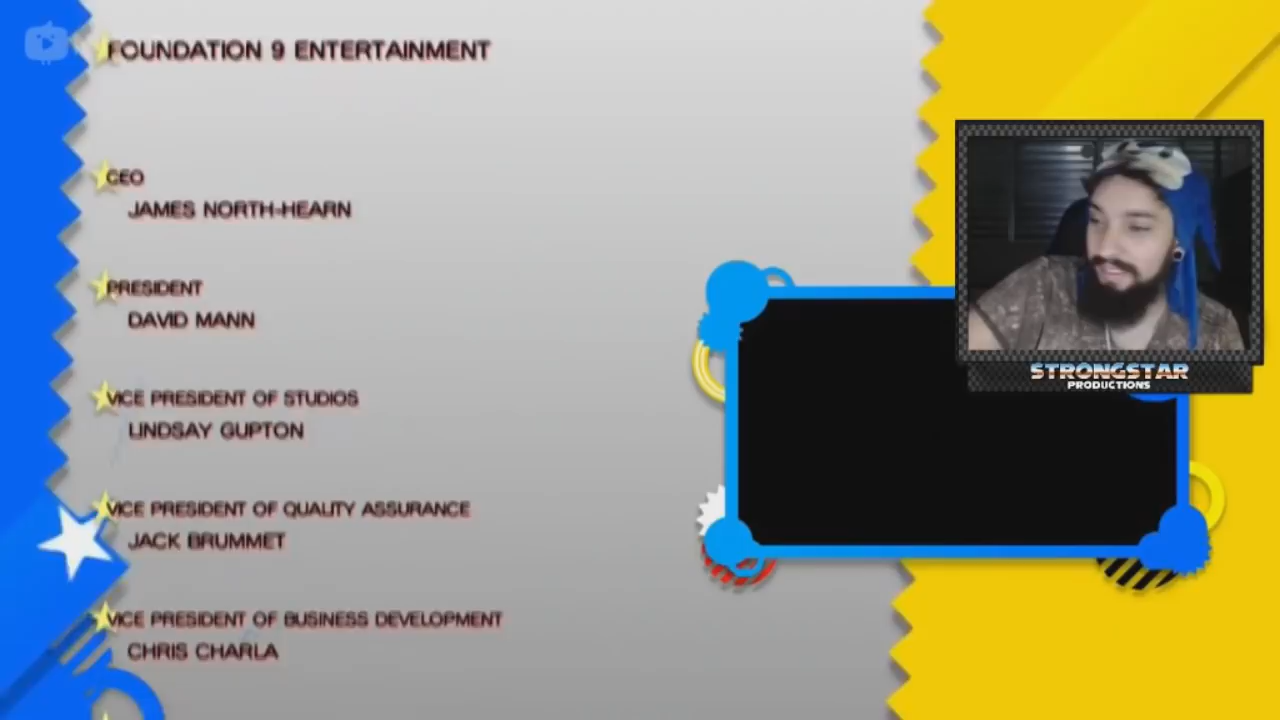 FOUNDATION 9 ENTERTAINMENT
CEO
JAMES NORTH-HEARN
PRESIDENT
DAVID MANN
VICE PRESIDENT OF STUDIOS
LINDSAY GUPTON
VICE PRESIDENT OF QUALITY ASSURANCE
JACK BRUMMET
VICE PRESIDENT OF BUSINESS DEVELOPMENT
CHRIS CHARLA
STRONGSTAR
PRODUCTIONS